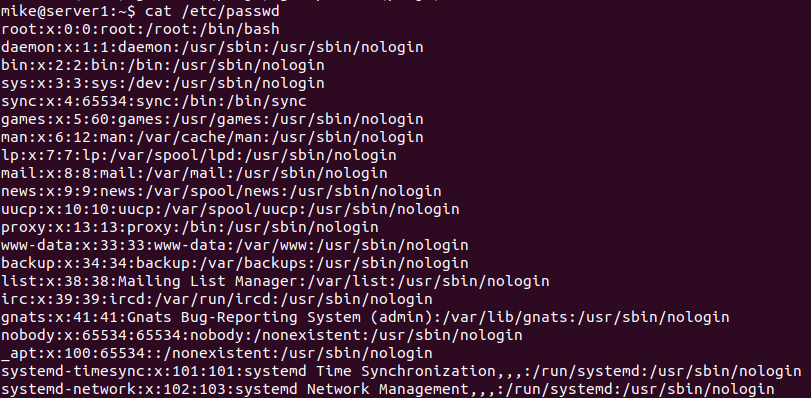 mike@server1:~$ cat /etc/passwd
root:x:0:0:root:/root:/bin/bash
daemon:x:1:1:daemon:/usr/sbin:/usr/sbin/nologin
bin:x:2:2:bin:/bin:/usr/sbin/nologin
sys:x:3:3:sys:/dev:/usr/sbin/nologin
sync:x:4:65534:sync:/bin:/bin/sync
games:x:5:60:games:/usr/games:/usr/sbin/nologin
man:x:6:12:man:/var/cache/man:/usr/sbin/nologin
lp:x:7:7:lp:/var/spool/lpd:/usr/sbin/nologin
mail:x:8:8:mail:/var/mail:/usr/sbin/nologin
news:x:9:9:news:/var/spool/news:/usr/sbin/nologin
uucp:x:10:10:uucp:/var/spool/uucp:/usr/sbin/nologin
proxy:x:13:13:proxy:/bin:/usr/sbin/nologin
www-data:x:33:33:www-data:/var/www:/usr/sbin/nologin
backup:x:34:34:backup:/var/backups:/usr/sbin/nologin
list:x:38:38:Mailing List Manager:/var/list:/usr/sbin/nologin
irc:x:39:39:ircd:/var/run/ircd:/usr/sbin/nologin
gnats:x:41:41:Gnats Bug-Reporting System (admin):/var/lib/gnats:/usr/sbin/nologin
nobody:x:65534:65534:nobody:/nonexistent:/usr/sbin/nologin
_apt:x:100:65534::/nonexistent:/usr/sbin/nologin
systemd-timesync:x:101:101:systemd Time Synchronization,,,:/run/systemd:/usr/sbin/nologin
systemd-network:x:102:103:systemd Network Management,,,:/run/systemd:/usr/sbin/nologin